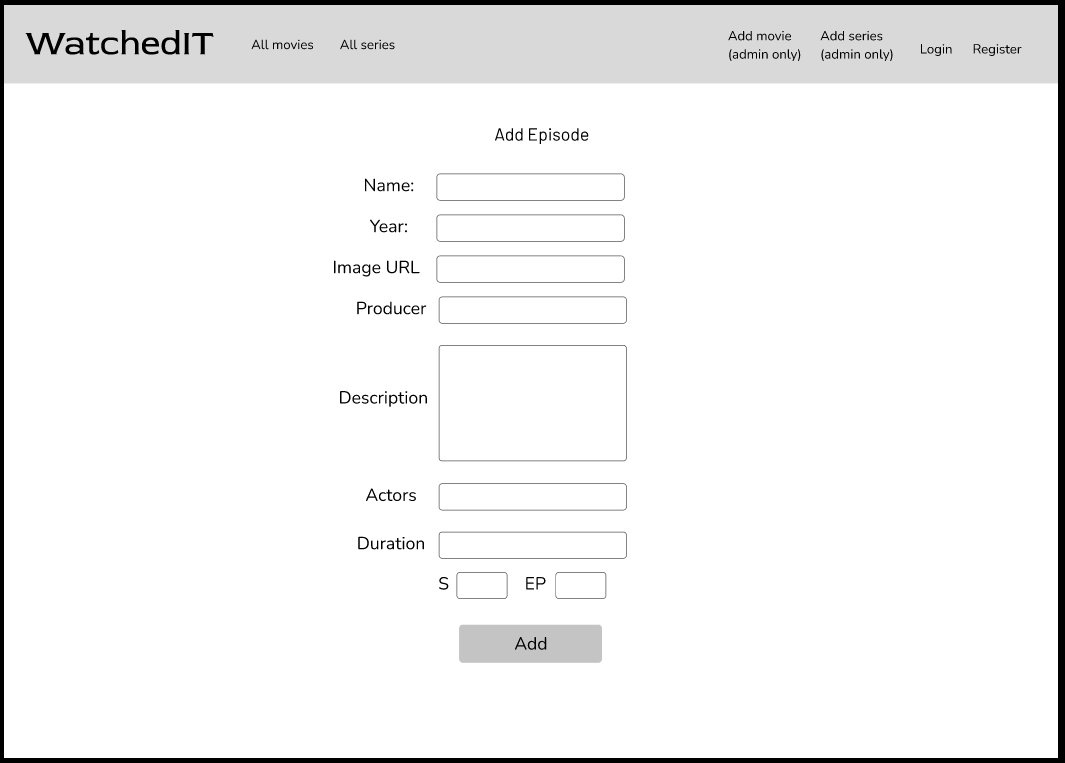 WatchedIT
All movies
All series
Add movie
(admin only)
Add series
(admin only)
Login
Register
Add Episode
Name:
Year:
Image URL
Producer
Description
Actors
Duration
S
EP
Add